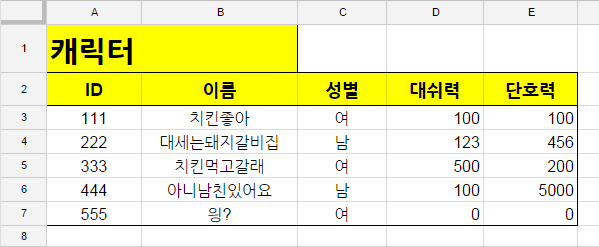 A B C D E
1 캐릭터
2 ID 이름 성별 대쉬력 단호력
3 111 치킨좋아 여 100 100
4 222 대세는돼지갈비집 남 123 456
5 333 치킨먹고갈래 여 500 200
6 444 아니남친있어요 남 100 5000
7 555 읭? 여 0 0
8